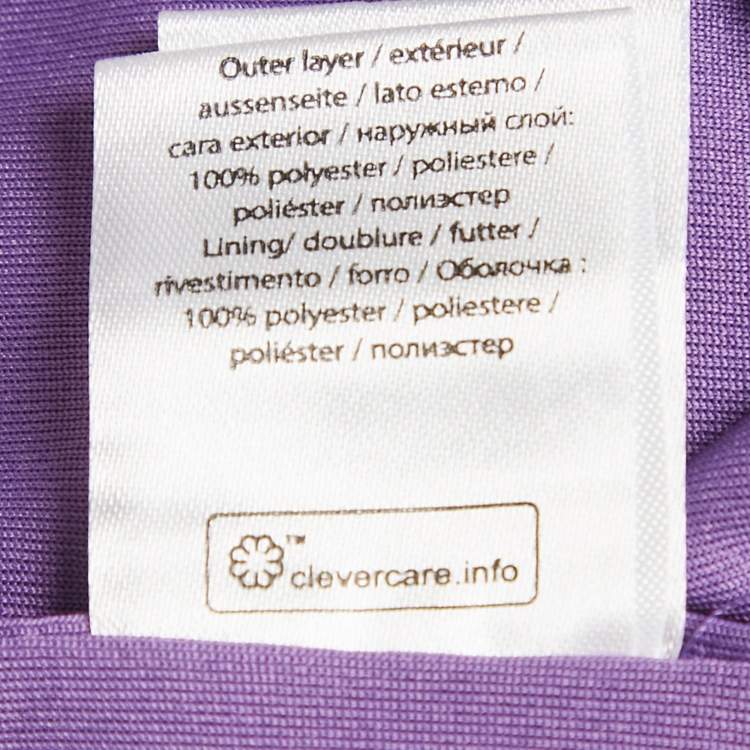 Outer layer / extérieur /
aussenseite / lato esterno /
cara exterior / наружный слой:
100% polyester / poliestere /
poliéster / полиэстер
Lining/ doublure / futter /
rivestimento / forro / Оболочка :
100% polyester / poliestere /
poliéster / полиэстер
™
clevercare.info